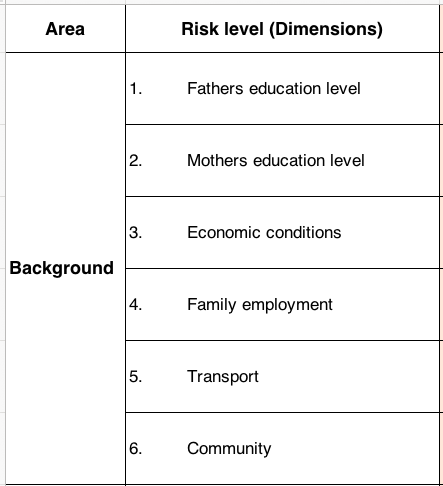 Area Risk level (Dimensions)
1. Fathers education level
2. Mothers education level
3. Economic conditions
Background
4. Family employment
5. Transport
6. Community